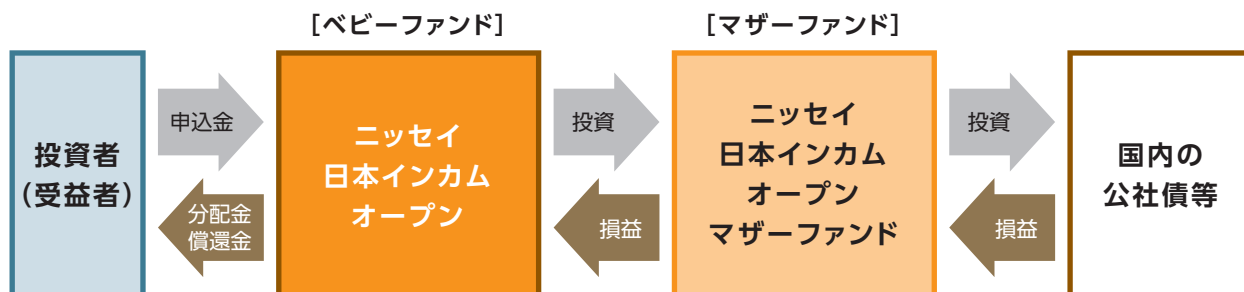 [ベビーファンド]
[マザーファンド]
投資者
(受益者)
申込金
分配金
償還金
ニッセイ
日本インカム
オープン
投資
損益
ニッセイ
日本インカム
オープン
マザーファンド
投資
損益
国内の
公社債等